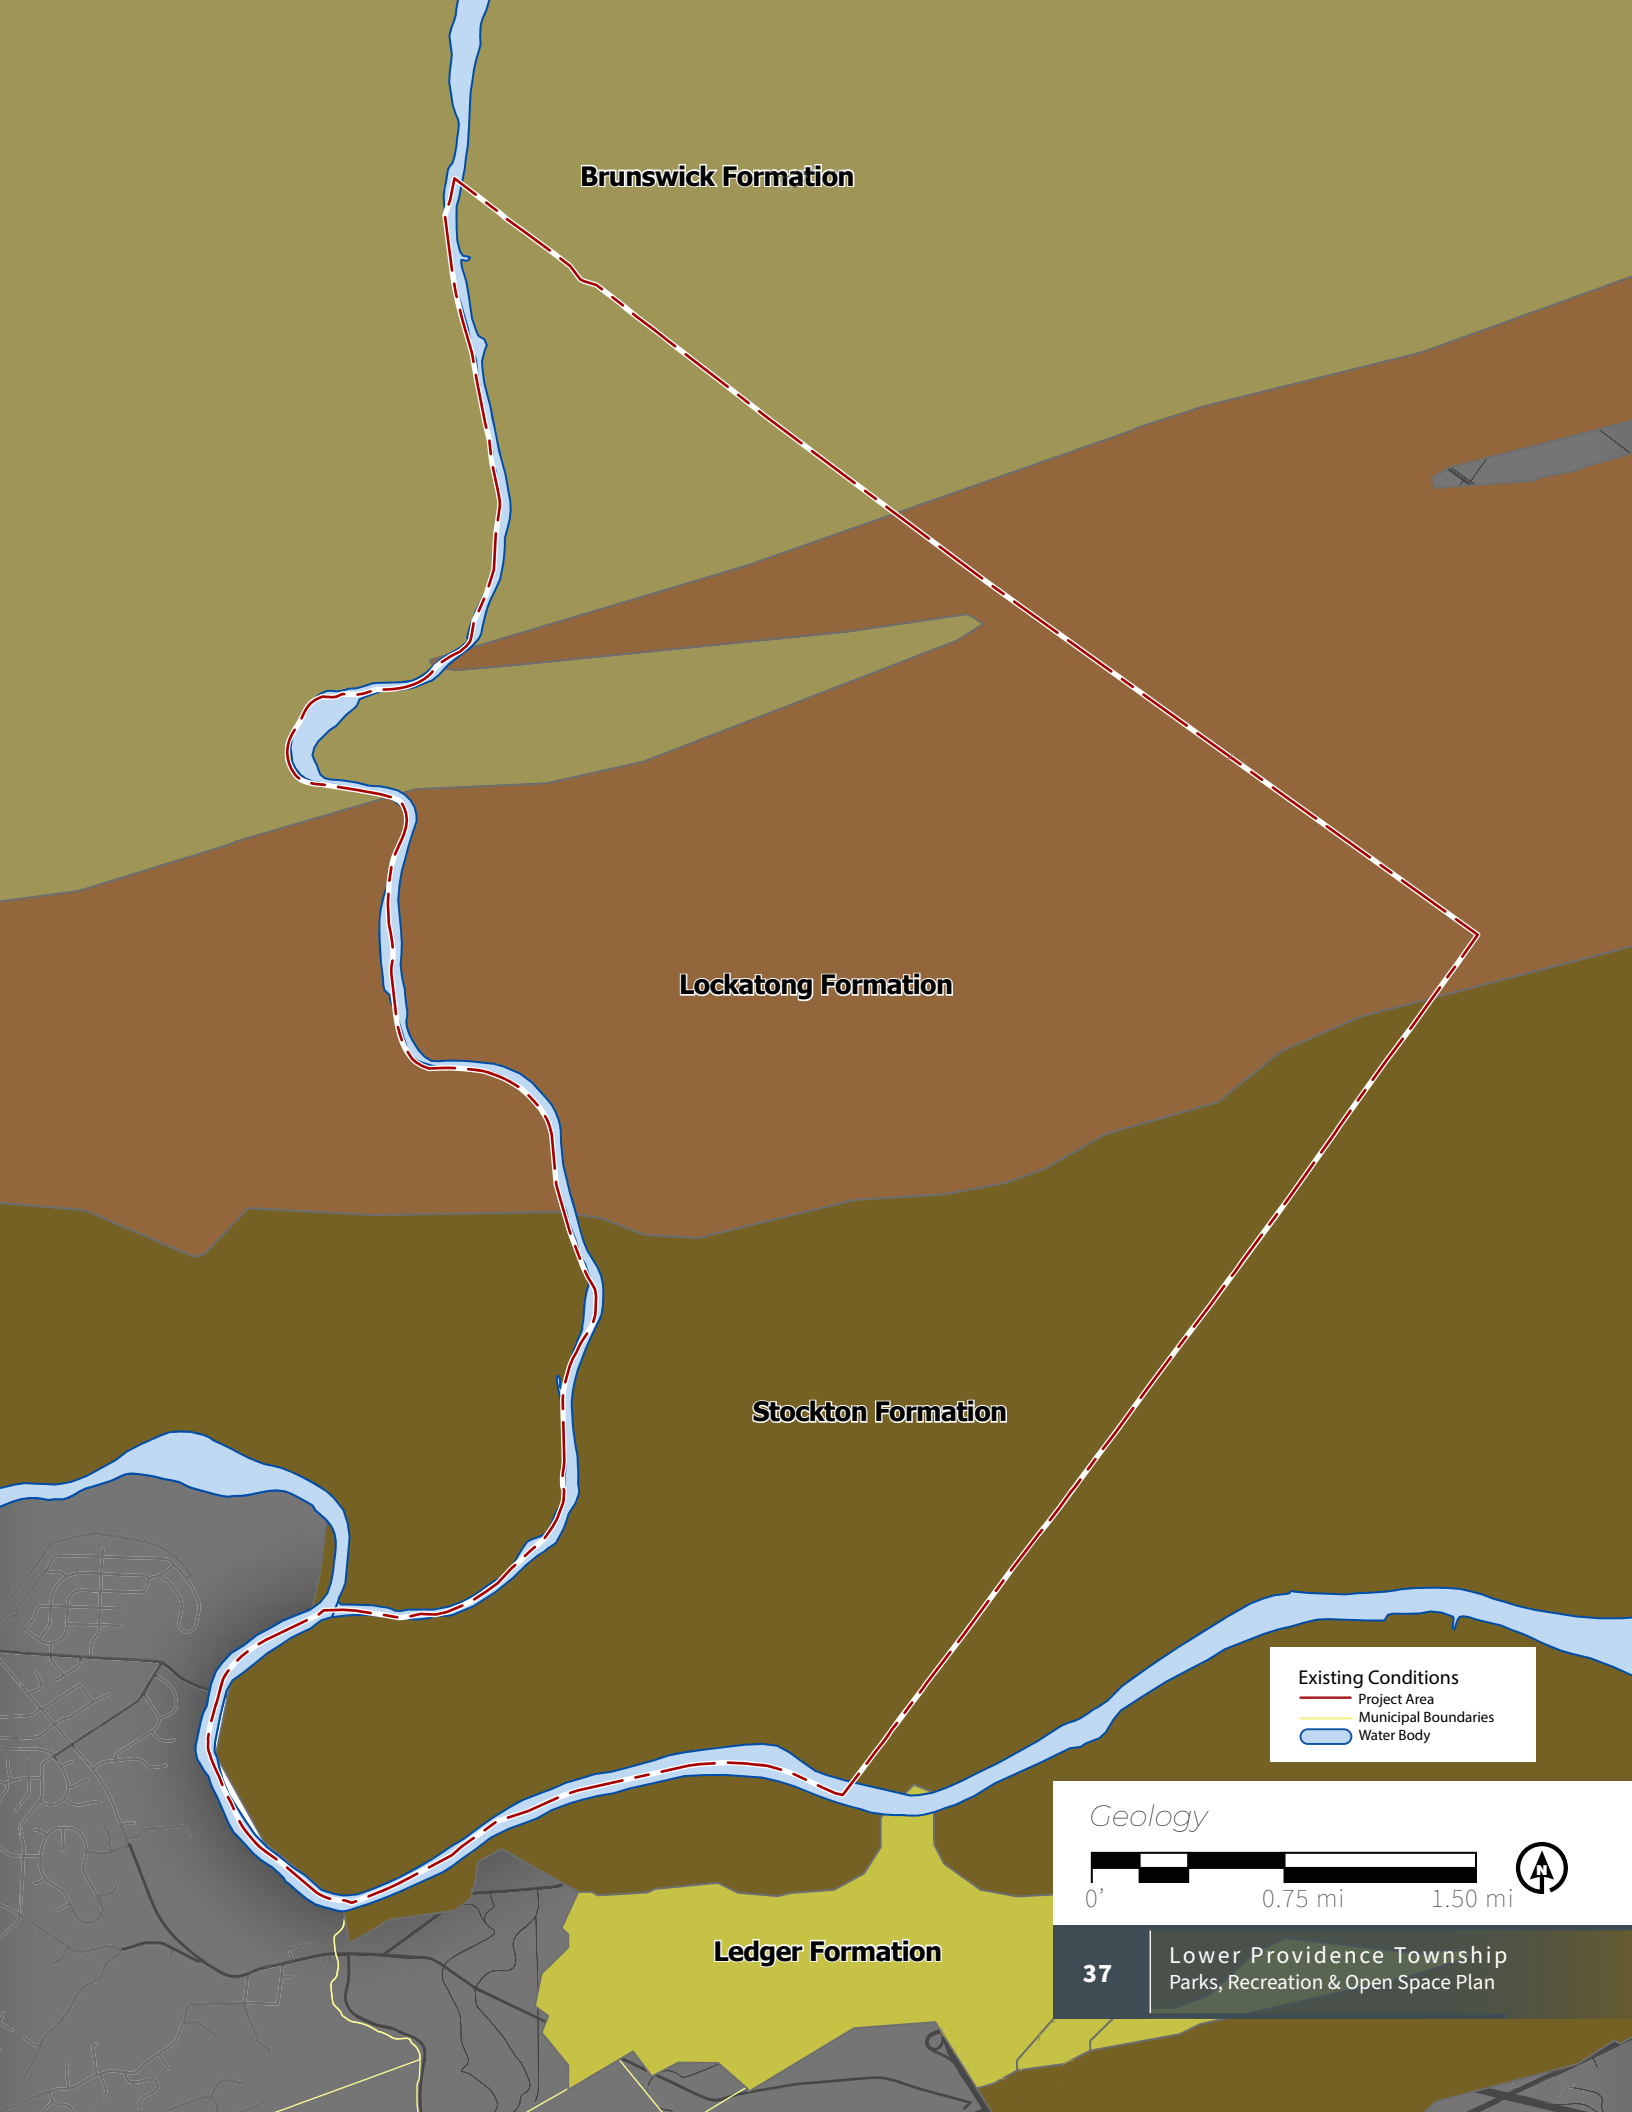 Brunswick Formation
Lockatong Formation
Stockton Formation
Existing Conditions
Project Area
Municipal Boundaries
Water Body
Geology
N
0' 0.75 mi 1.50 mi
Ledger Formation
37
Lower Providence Township
Parks, Recreation & Open Space Plan